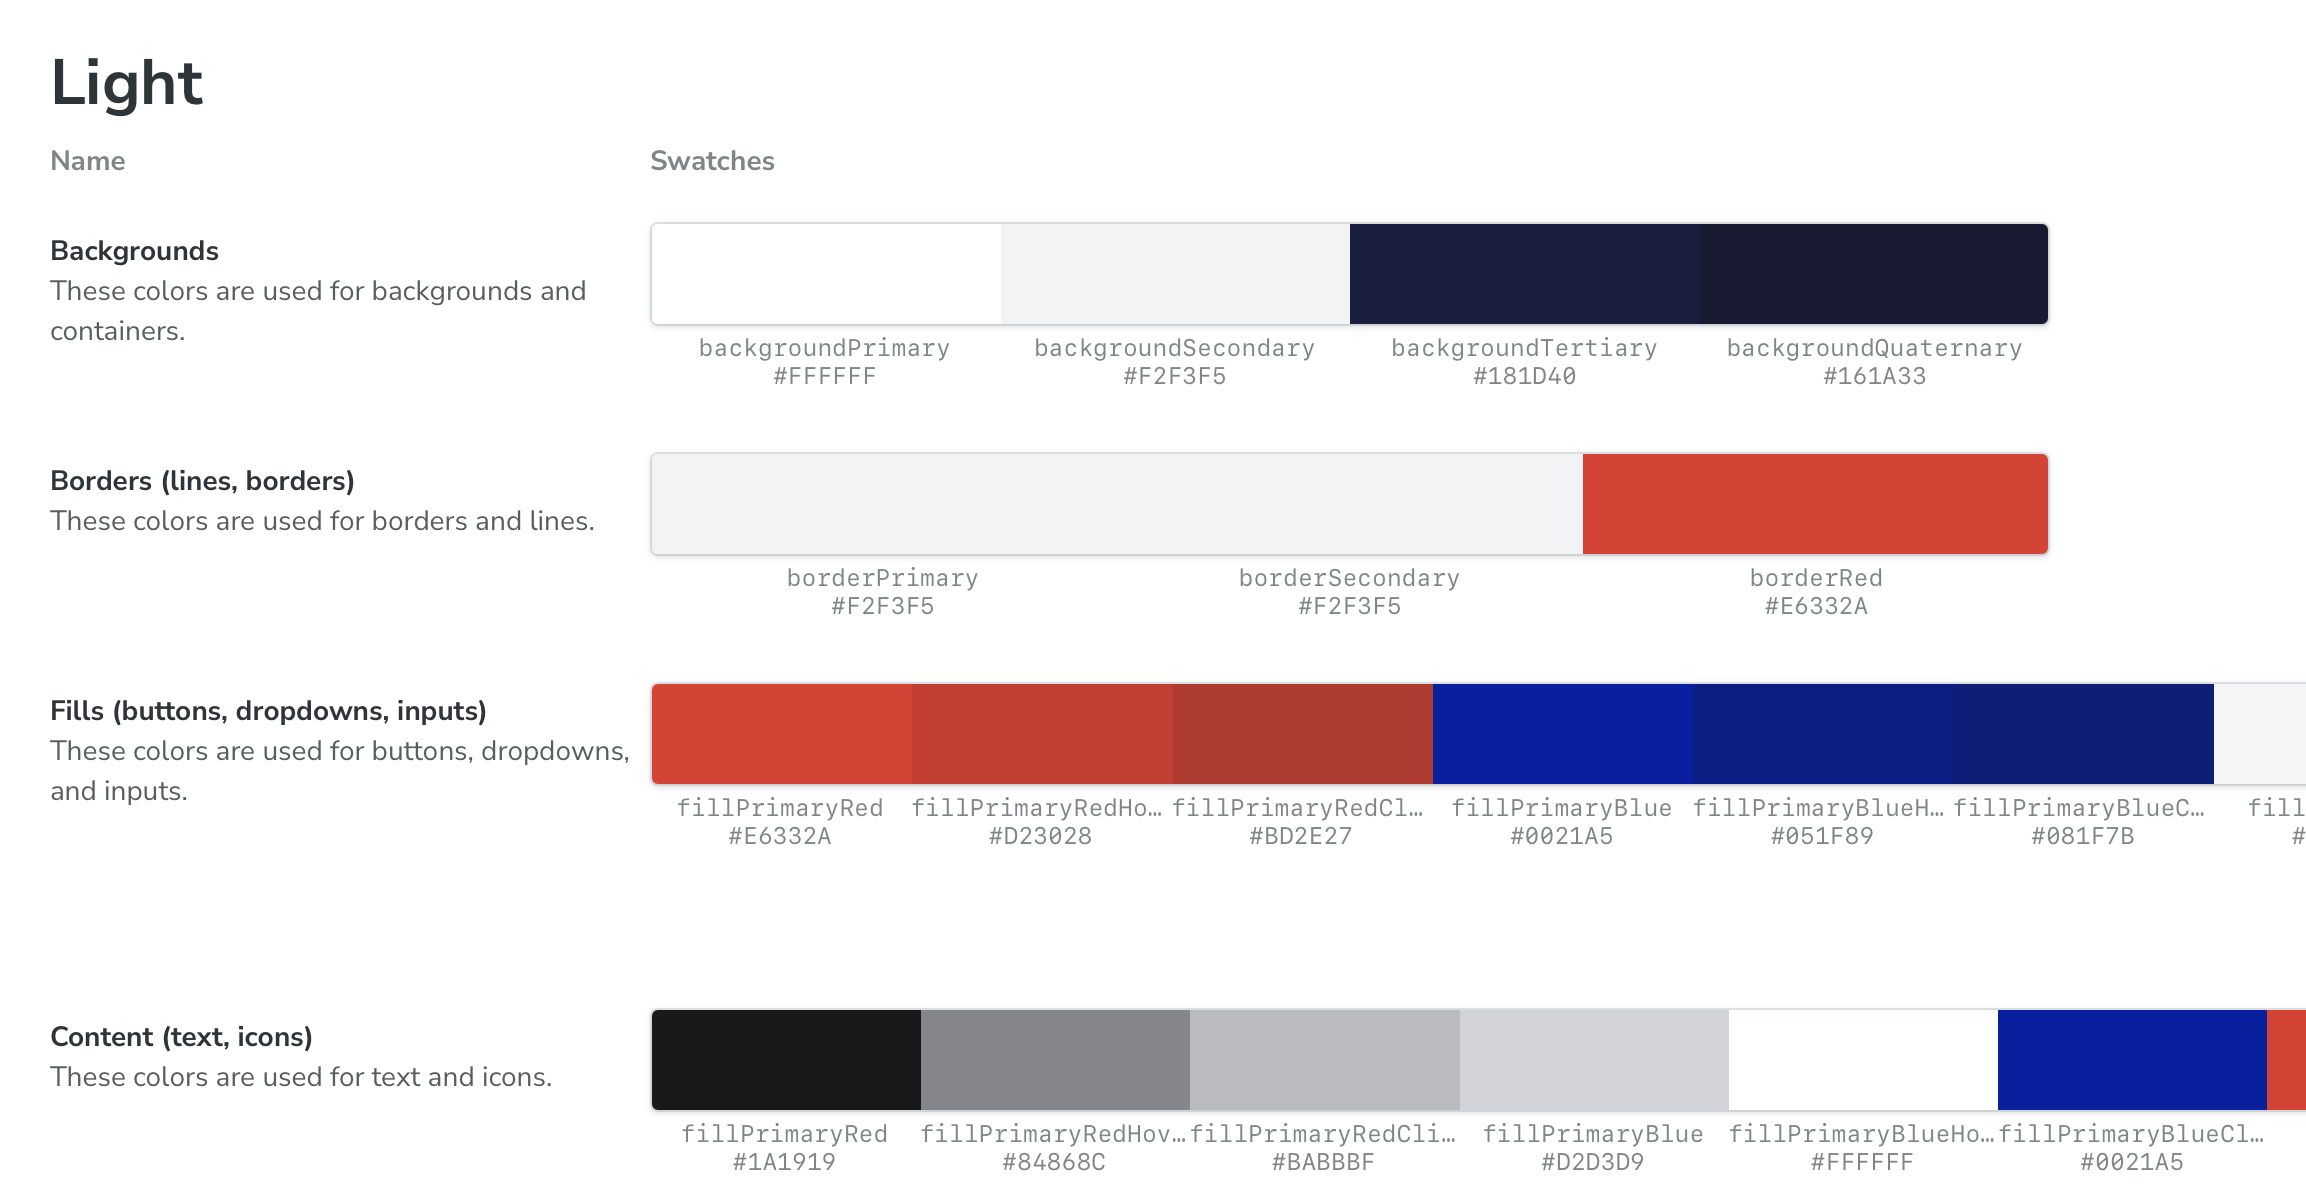 Light
Name
Swatches
Backgrounds
These colors are used for backgrounds and
containers.
backgroundPrimary
#FFFFFF
backgroundSecondary
#F2F3F5
backgroundTertiary
#181D40
backgroundQuaternary
#161A33
Borders (lines, borders)
These colors are used for borders and lines.
borderPrimary
#F2F3F5
borderSecondary
#F2F3F5
borderRed
#E6332A
Fills (buttons, dropdowns, inputs)
These colors are used for buttons, dropdowns,
and inputs.
fillPrimaryRed
#E6332A
fillPrimaryRedHo…
#D23028
fillPrimaryRedCl…
#BD2E27
fillPrimaryBlue
#0021A5
fillPrimaryBlueH…
#051F89
fillPrimaryBlueC…
#081F7B
fill
#
Content (text, icons)
These colors are used for text and icons.
fillPrimaryRed
#1A1919
fillPrimaryRedHov…
#84868C
fillPrimaryRedCli…
#BABBBF
fillPrimaryBlue
#D2D3D9
fillPrimaryBlueHo…
#FFFFFF
fillPrimaryBlueCl…
#0021A5